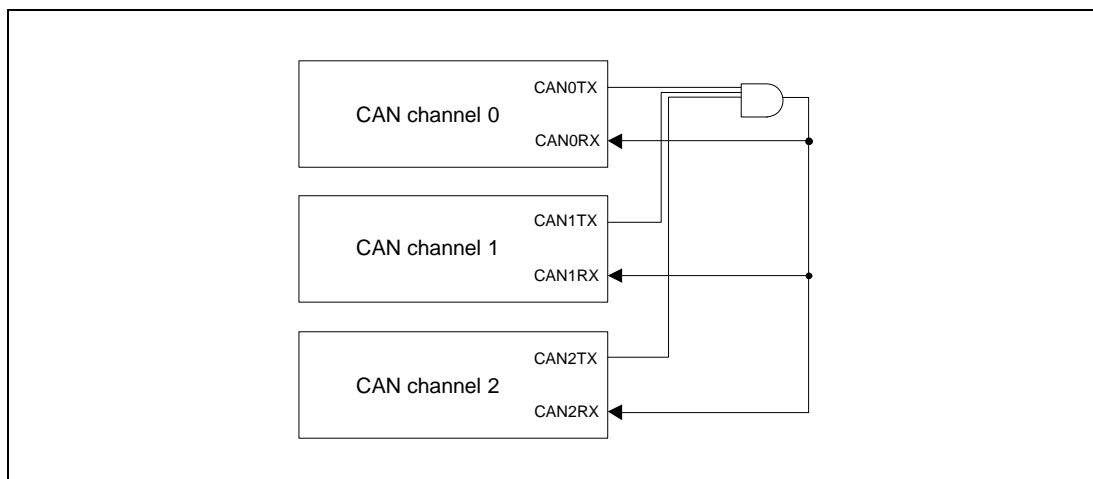 CAN0TX
CAN channel 0
CAN0RX
CAN1TX
CAN channel 1
CAN1RX
CAN2TX
CAN channel 2
CAN2RX